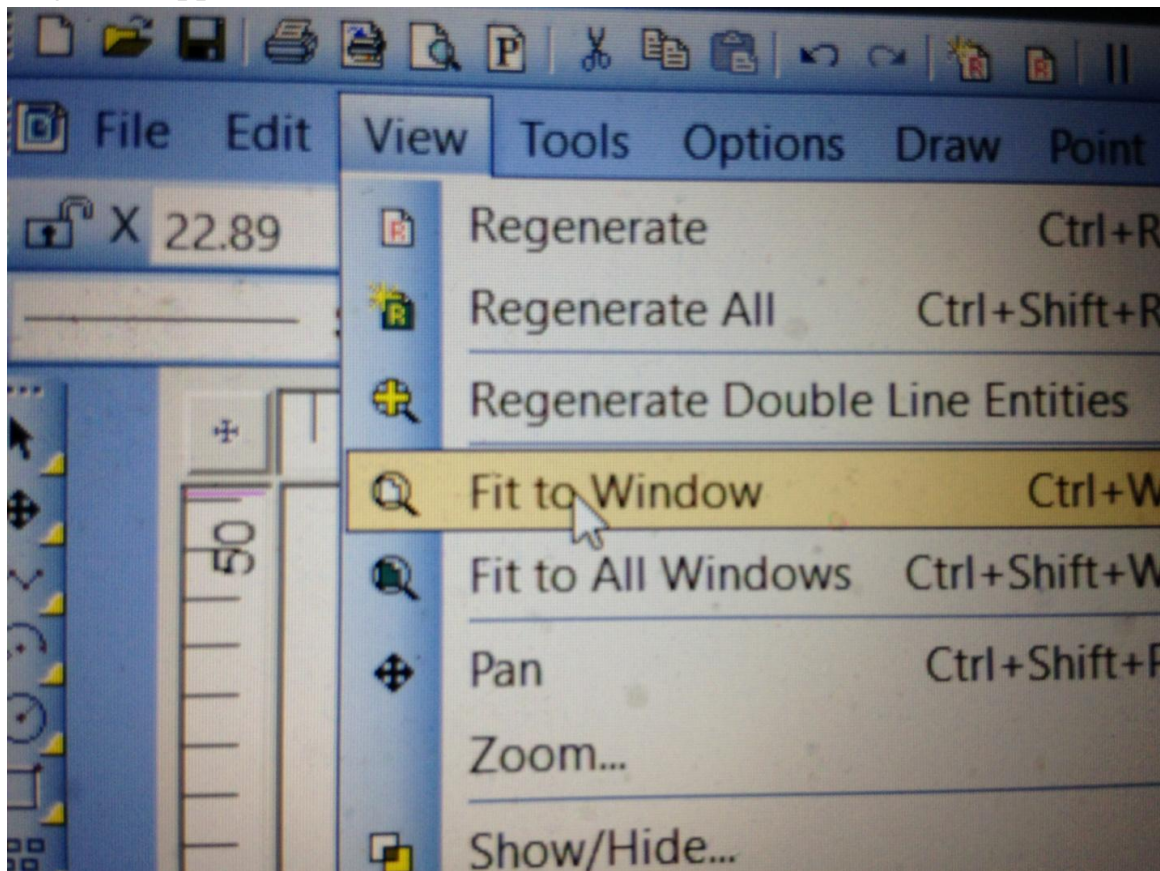 P R R
File Edit View Tools Options Draw Point
X 22.89
R Regenerate Ctrl+R
R Regenerate All Ctrl+Shift+R
Regenerate Double Line Entities
Fit to Window Ctrl+W
50
Fit to All Windows Ctrl+Shift+W
Pan Ctrl+Shift+P
Zoom...
Show/Hide...